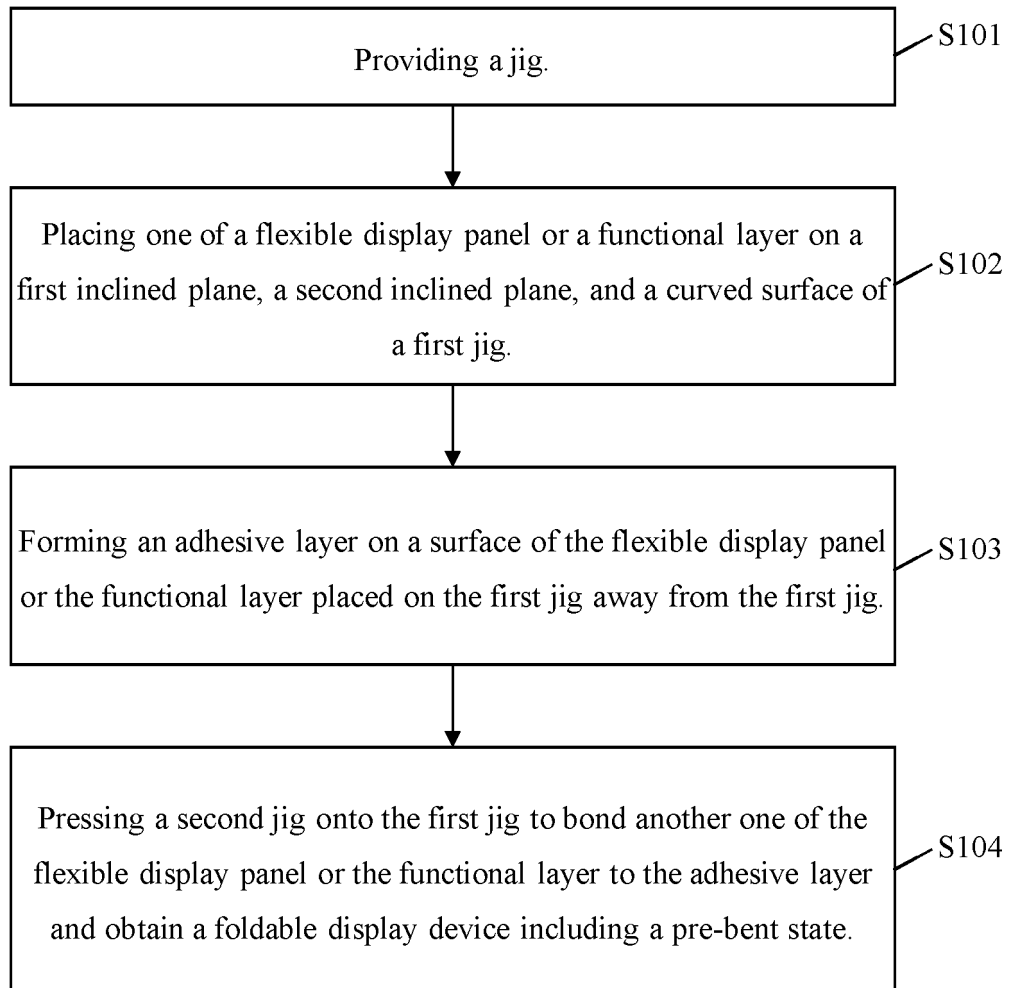 Providing a jig.
S101
Placing one of a flexible display panel or a functional layer on a
first inclined plane, a second inclined plane, and a curved surface of
a first jig.
S102
Forming an adhesive layer on a surface of the flexible display panel
or the functional layer placed on the first jig away from the first jig.
S103
Pressing a second jig onto the first jig to bond another one of the
flexible display panel or the functional layer to the adhesive layer
and obtain a foldable display device including a pre-bent state.
S104